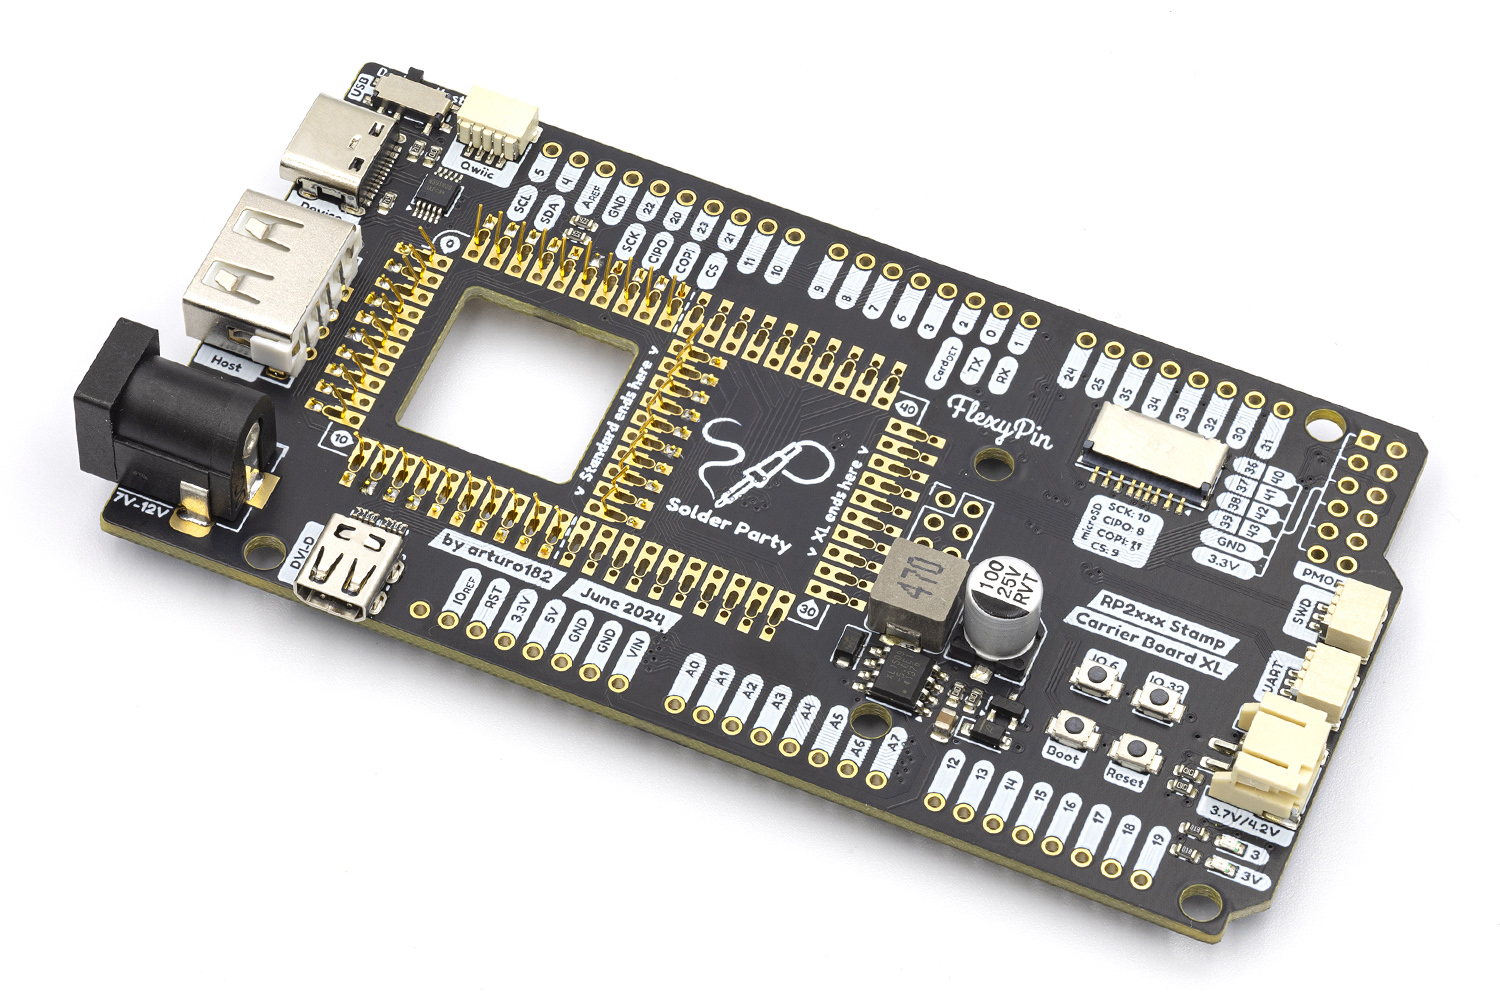 USB
Qwiic
Device
Host
7V-12V
DVI-D
SCL
SDA
5
4
AREF
GND
22
20
23
21
11
10
SCK
CIPO
COPI
CS
9
8
7
6
3
2
0
1
CardDET
TX
RX
24
25
35
34
33
32
30
31
0
10
40
30
< Standard ends here >
< XL ends here >
FlexyPin
Solder Party
by arturo182
June 2024
36
37
38
39
40
41
42
43
GND
3.3V
PMOD
microSD
SCK: 10
CIPO: 8
COPI: 11
CS: 9
470
100
25V
RVT
RP2xxx Stamp
Carrier Board XL
SWD
UART
IO 6
IO 32
Boot
Reset
3.7V/4.2V
3
3V
IOREF
RST
3.3V
5V
GND
GND
VIN
A0
A1
A2
A3
A4
A5
A6
A7
12
13
14
15
16
17
18
19